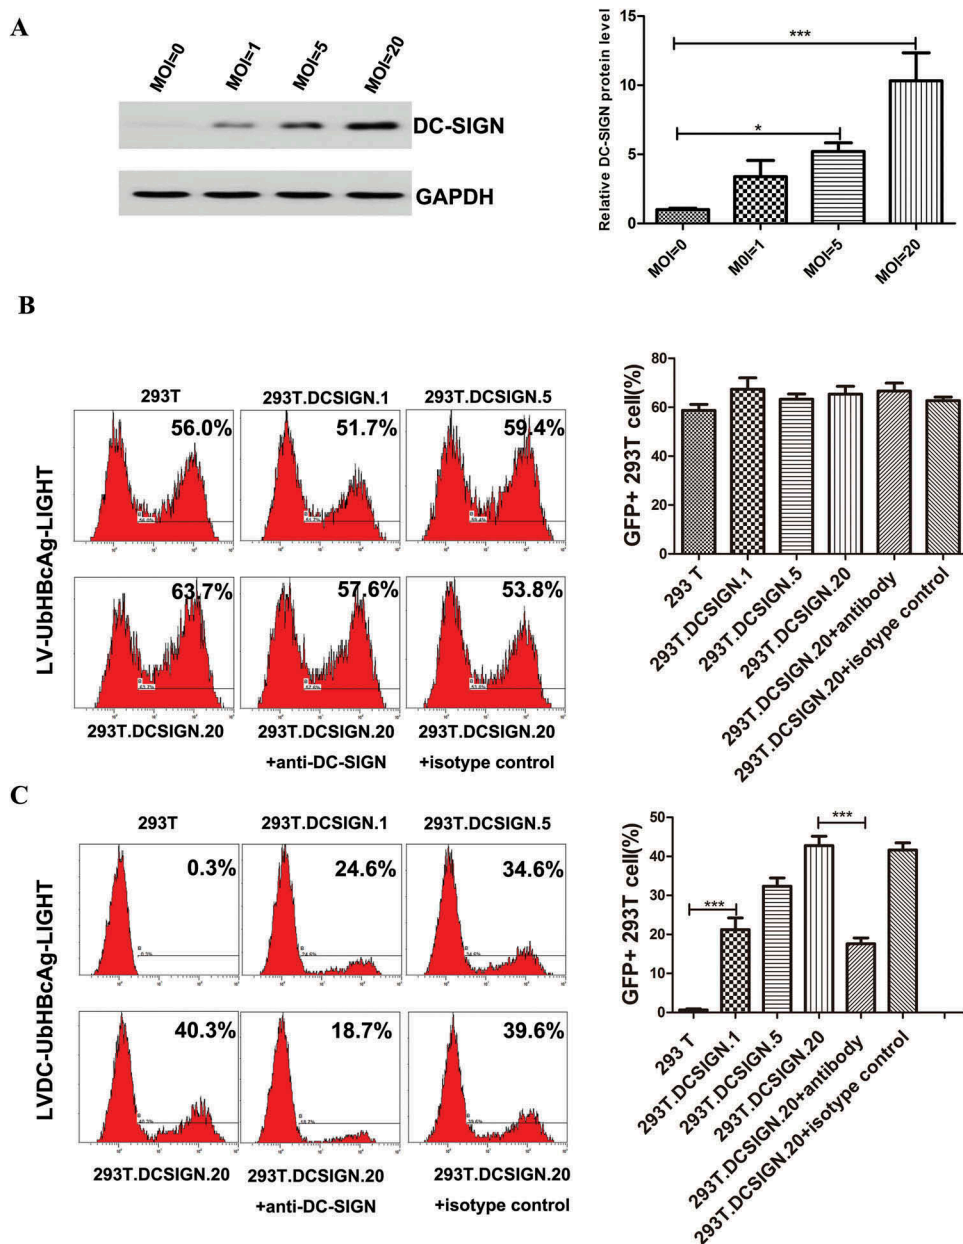 A
MOI=0 MOI=1 MOI=5 MOI=20
DC-SIGN
GAPDH
Relative DC-SIGN protein level
15
10
5
0
***
*
MOI=0 M0I=1 MOI=5 MOI=20
B
LV-UbHBcAg-LIGHT
293T 293T.DCSIGN.1 293T.DCSIGN.5
56.0% 51.7% 59.4%
63.7% 57.6% 53.8%
293T.DCSIGN.20 293T.DCSIGN.20 293T.DCSIGN.20
+anti-DC-SIGN +isotype control
GFP+ 293T cell(%)
80
60
40
20
0
293 T
293T.DCSIGN.1
293T.DCSIGN.5
293T.DCSIGN.20
293T.DCSIGN.20+antibody
293T.DCSIGN.20+isotype control
C
LVDC-UbHBcAg-LIGHT
293T 293T.DCSIGN.1 293T.DCSIGN.5
0.3% 24.6% 34.6%
40.3% 18.7% 39.6%
293T.DCSIGN.20 293T.DCSIGN.20 293T.DCSIGN.20
+anti-DC-SIGN +isotype control
GFP+ 293T cell(%)
50
40
30
20
10
0
***
***
293 T
293T.DCSIGN.1
293T.DCSIGN.5
293T.DCSIGN.20
293T.DCSIGN.20+antibody
293T.DCSIGN.20+isotype control